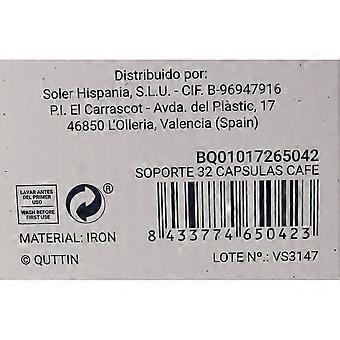 Distribuido por:
Soler Hispania, S.L.U. - CIF. B-96947916
P.I. El Carrascot - Avda. del Plàstic, 17
46850 L'Olleria, Valencia (Spain)
BQ01017265042
SOPORTE 32 CAPSULAS CAFE
LAVAR ANTES
DEL PRIMER
USO
WASH BEFORE
FIRST USE
®
MATERIAL: IRON
8 433774 650423
© QUTTIN
LOTE Nº.: VS3147